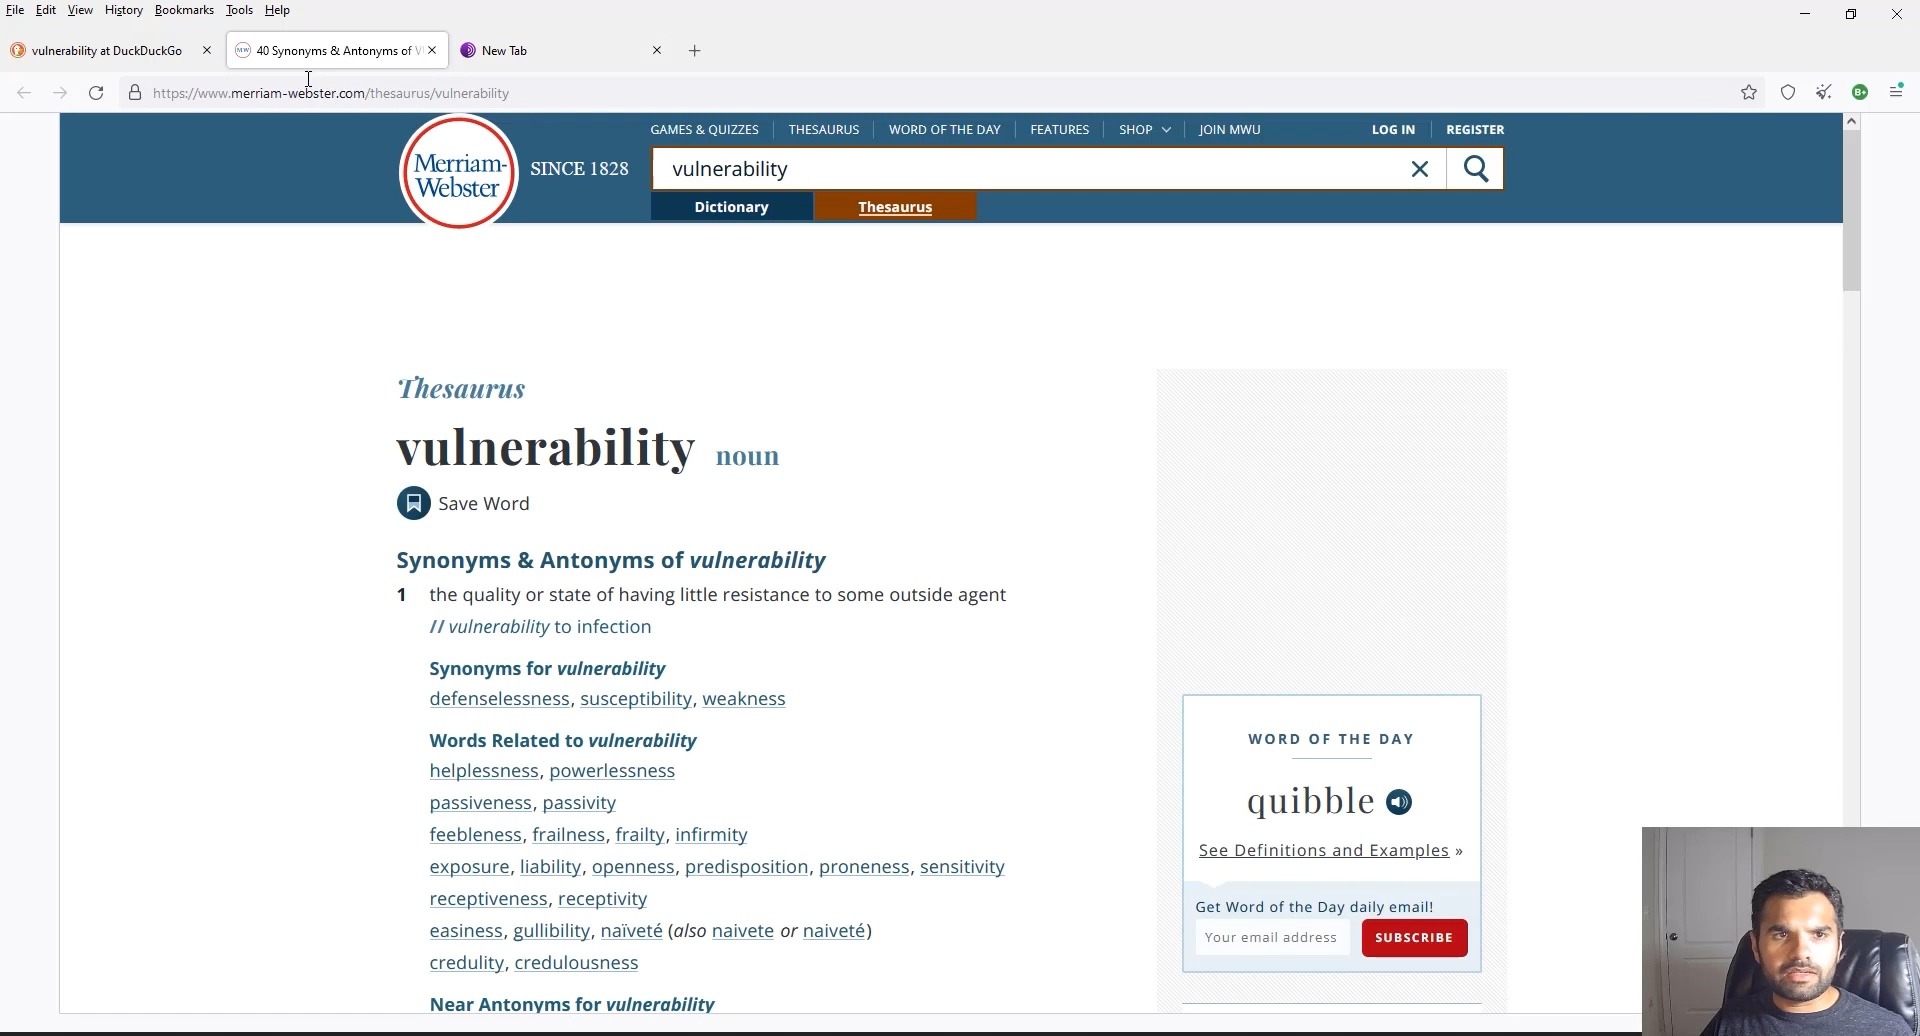 File Edit View History Bookmarks Tools Help
vulnerability at DuckDuckGo
40 Synonyms & Antonyms of V
New Tab
https://www.merriam-webster.com/thesaurus/vulnerability
B+
GAMES & QUIZZES THESAURUS WORD OF THE DAY FEATURES SHOP JOIN MWU LOG IN REGISTER
Merriam-
Webster
SINCE 1828
vulnerability
Dictionary Thesaurus
Thesaurus
vulnerability noun
Save Word
Synonyms & Antonyms of vulnerability
1 the quality or state of having little resistance to some outside agent
// vulnerability to infection
Synonyms for vulnerability
defenselessness, susceptibility, weakness
Words Related to vulnerability
helplessness, powerlessness
passiveness, passivity
feebleness, frailness, frailty, infirmity
exposure, liability, openness, predisposition, proneness, sensitivity
receptiveness, receptivity
easiness, gullibility, naïveté (also naivete or naiveté)
credulity, credulousness
Near Antonyms for vulnerability
WORD OF THE DAY
quibble
See Definitions and Examples »
Get Word of the Day daily email!
Your email address SUBSCRIBE